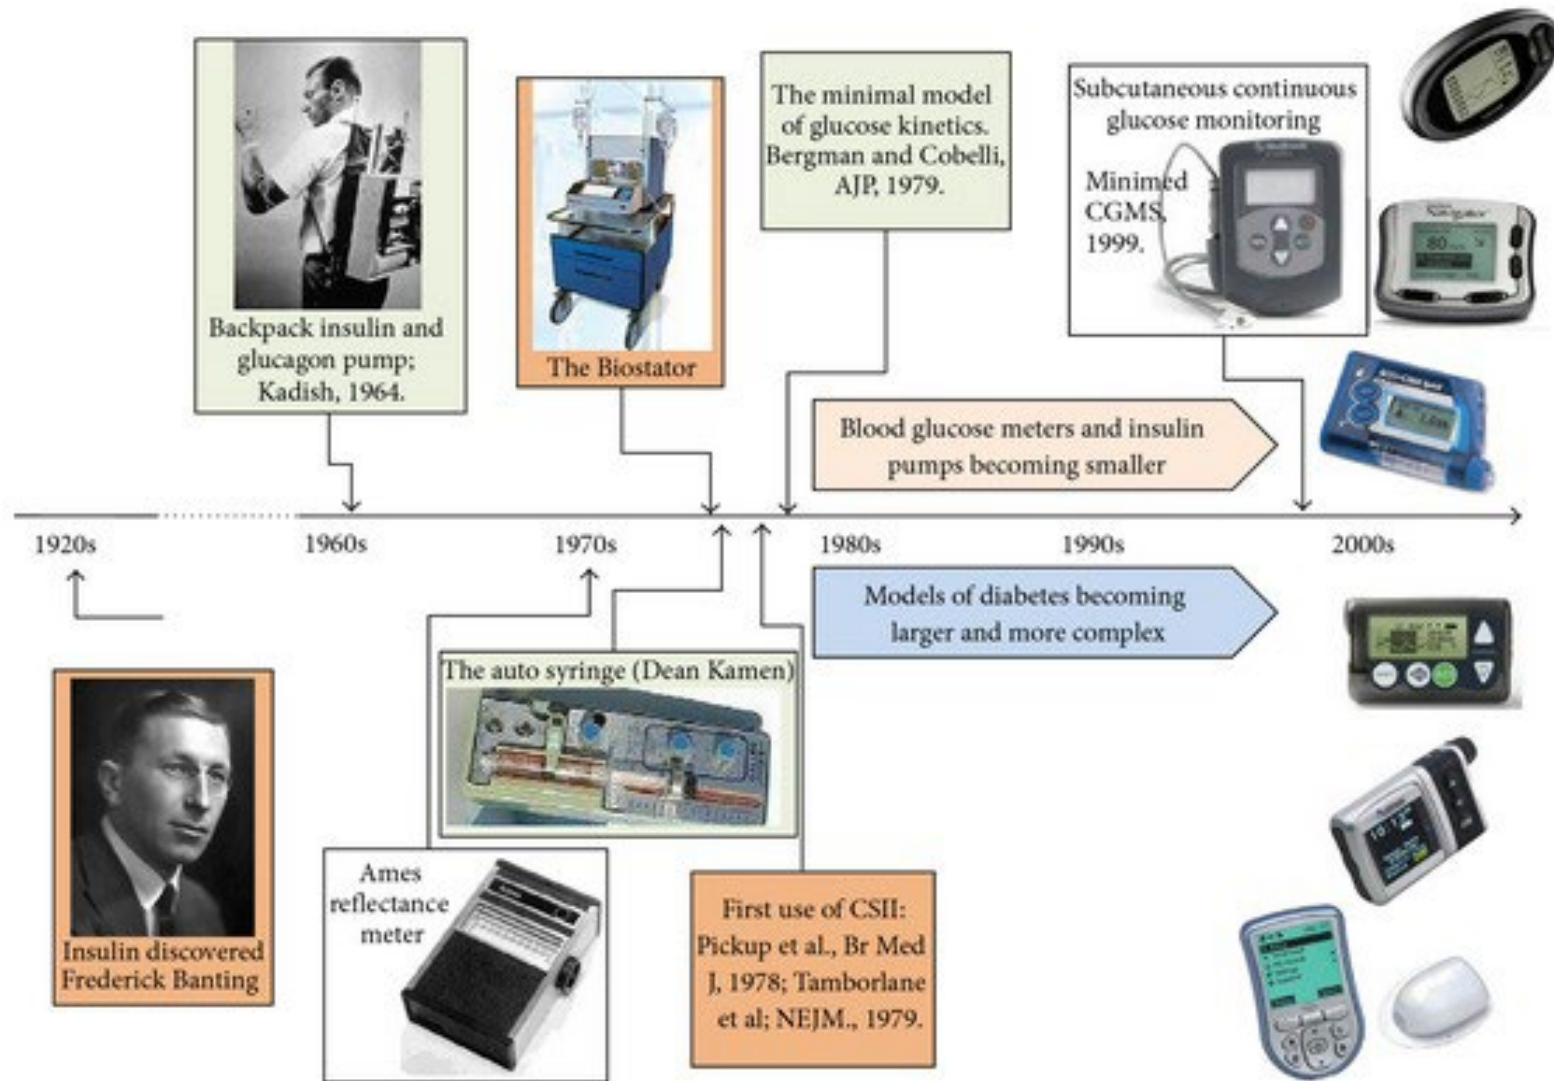 Backpack insulin and
glucagon pump;
Kadish, 1964.
The Biostator
The minimal model
of glucose kinetics.
Bergman and Cobelli,
AJP, 1979.
Subcutaneous continuous
glucose monitoring
Minimed
CGMS,
1999.
Navigator
80
Blood glucose meters and insulin
pumps becoming smaller
1920s
1960s
1970s
1980s
1990s
2000s
Models of diabetes becoming
larger and more complex
The auto syringe (Dean Kamen)
Insulin discovered
Frederick Banting
Ames
reflectance
meter
First use of CSII:
Pickup et al., Br Med
J, 1978; Tamborlane
et al; NEJM., 1979.